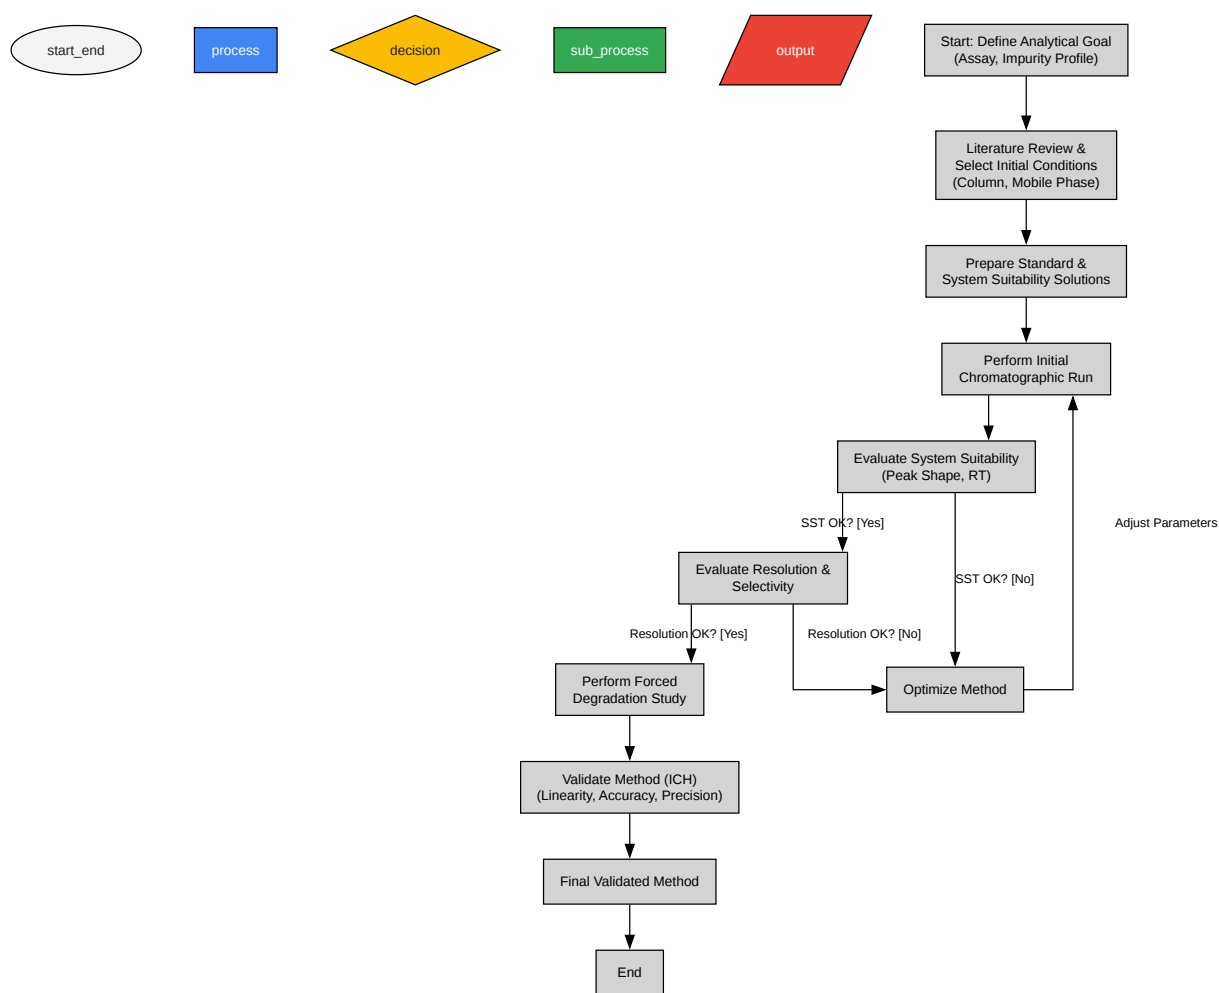 start_end
process
decision
sub_process
output
Start: Define Analytical Goal
(Assay, Impurity Profile)
Literature Review &
Select Initial Conditions
(Column, Mobile Phase)
Prepare Standard &
System Suitability Solutions
Perform Initial
Chromatographic Run
Evaluate System Suitability
(Peak Shape, RT)
SST OK? [Yes]
Adjust Parameters
Evaluate Resolution &
Selectivity
SST OK? [No]
Resolution OK? [Yes]
Resolution OK? [No]
Perform Forced
Degradation Study
Optimize Method
Validate Method (ICH)
(Linearity, Accuracy, Precision)
Final Validated Method
End